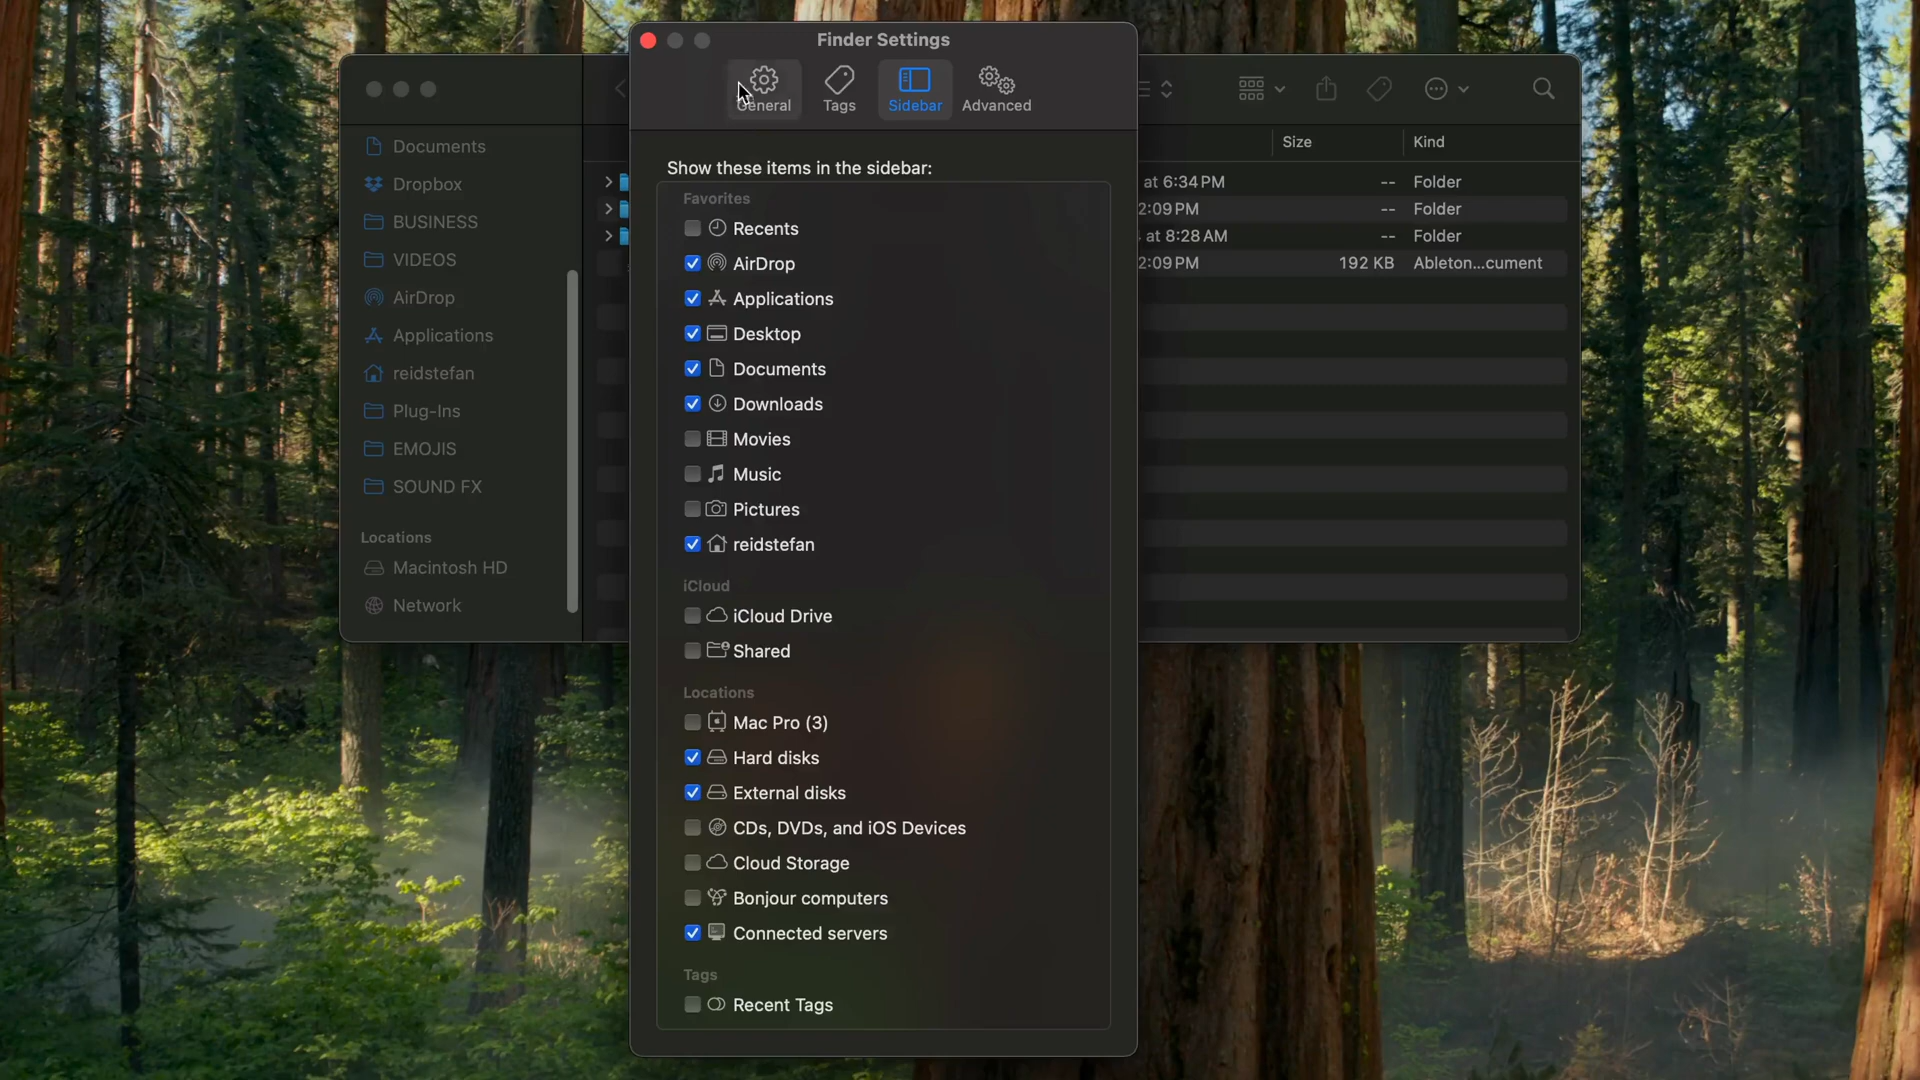 Finder Settings
General
Tags
Sidebar
Advanced
Show these items in the sidebar:
Favorites
Recents
AirDrop
Applications
Desktop
Documents
Downloads
Movies
Music
Pictures
reidstefan
iCloud
iCloud Drive
Shared
Locations
Mac Pro (3)
Hard disks
External disks
CDs, DVDs, and iOS Devices
Cloud Storage
Bonjour computers
Connected servers
Tags
Recent Tags
Documents
Dropbox
BUSINESS
VIDEOS
AirDrop
Applications
reidstefan
Plug-Ins
EMOJIS
SOUND FX
Locations
Macintosh HD
Network
Size Kind
at 6:34 PM -- Folder
2:09 PM -- Folder
at 8:28 AM -- Folder
2:09 PM 192 KB Ableton...cument